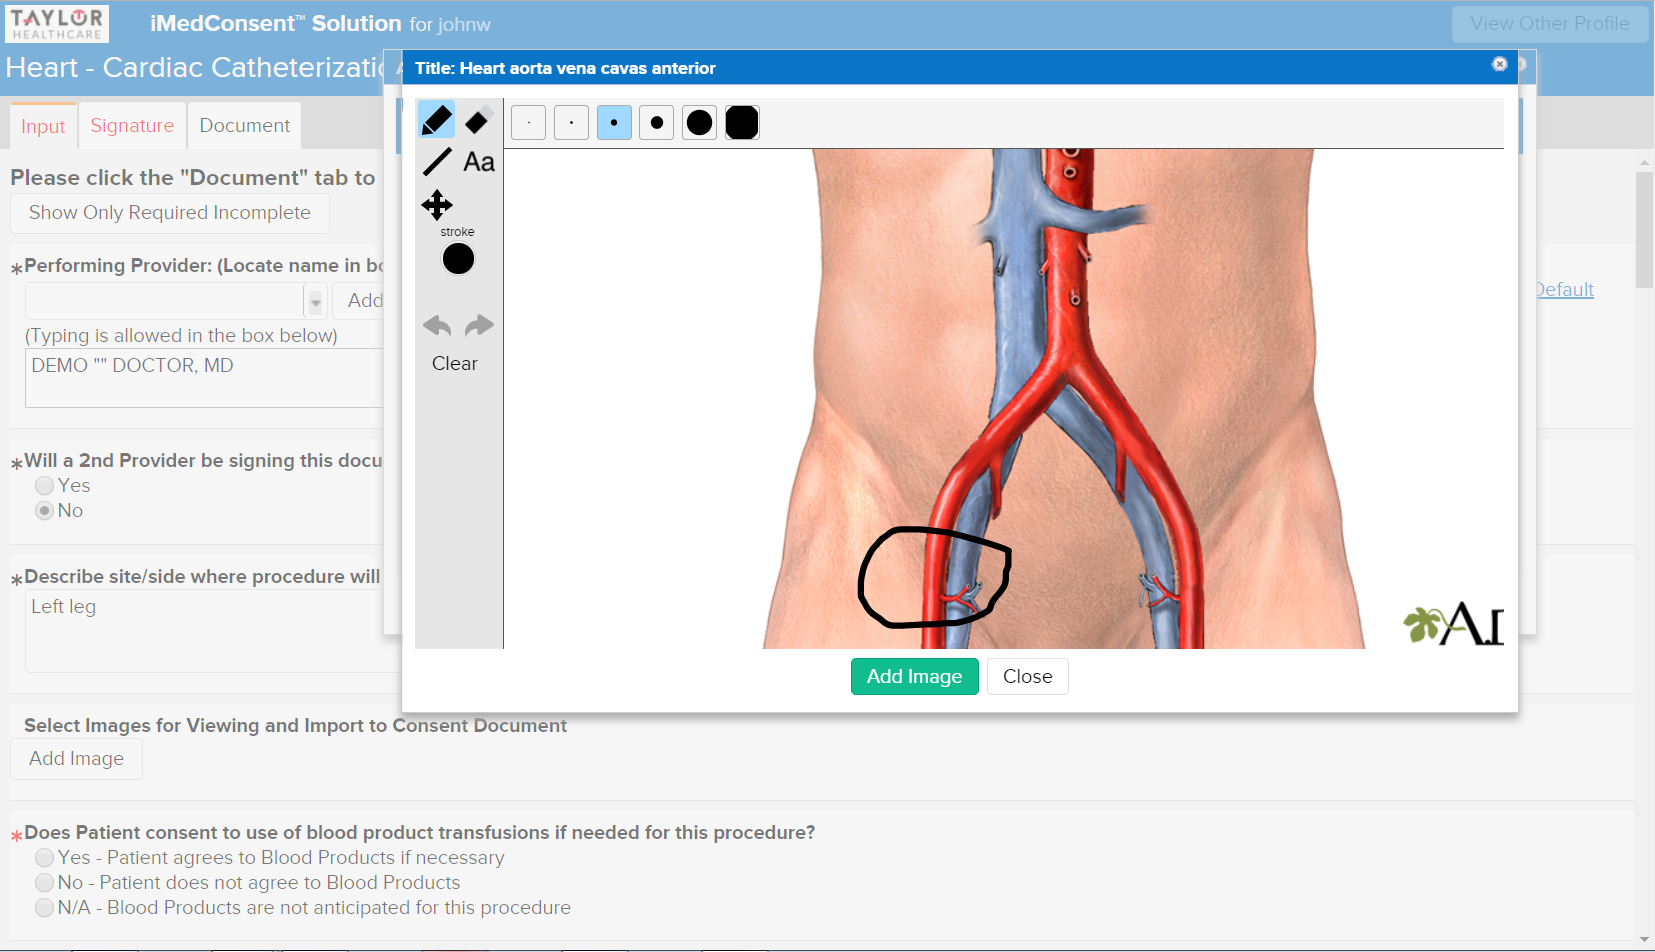 TAYLOR
HEALTHCARE
iMedConsent™ Solution for johnw
View Other Profile
Heart - Cardiac
Title: Heart aorta vena cavas anterior
Input
Signature
Document
Aa
stroke
Clear
Please click the "Document" tab to
Show Only Required Incomplete
*Performing Provider: (Locate name in
Add
Default
(Typing is allowed in the box below)
DEMO "" DOCTOR, MD
*Will a 2nd Provider be signing this
Yes
No
*Describe site/side where procedure will
Left leg
Add Image
Close
Select Images for Viewing and Import to Consent Document
Add Image
*Does Patient consent to use of blood product transfusions if needed for this procedure?
Yes - Patient agrees to Blood Products if necessary
No - Patient does not agree to Blood Products
N/A - Blood Products are not anticipated for this procedure